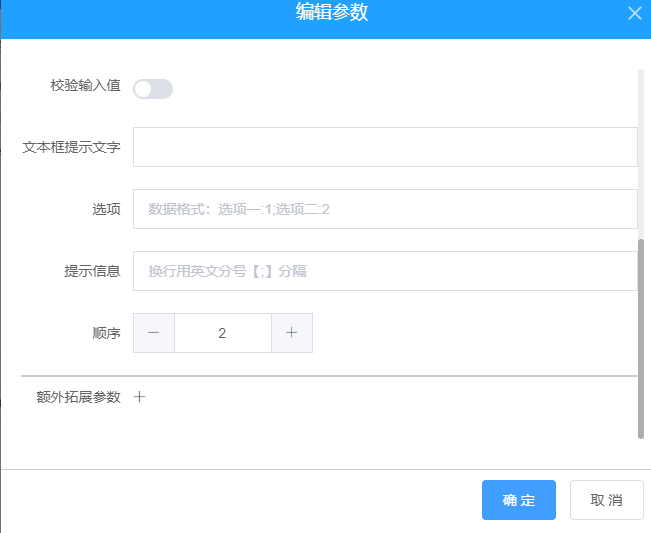 编辑参数
校验输入值
文本框提示文字
选项 数据格式：选项一:1;选项二:2
提示信息 换行用英文分号【;】分隔
顺序 2
额外拓展参数
确 定 取 消